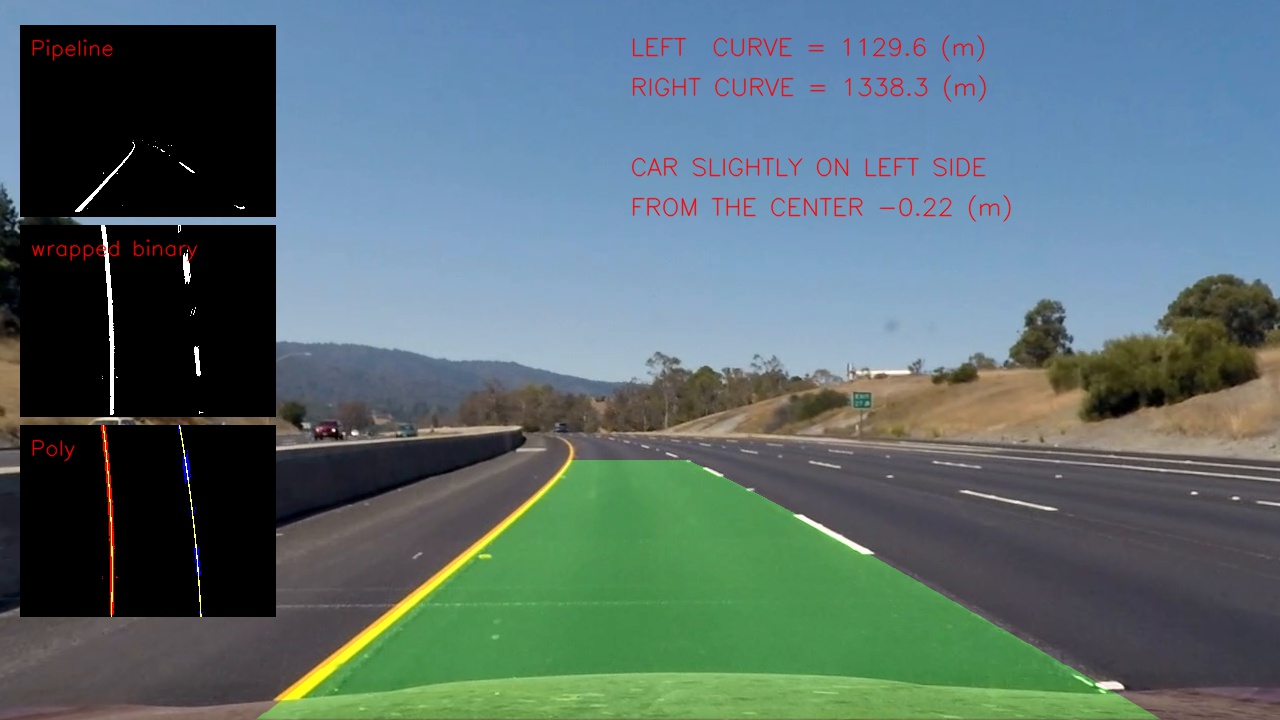 Pipeline
LEFT CURVE = 1129.6 (m)
RIGHT CURVE = 1338.3 (m)
CAR SLIGHTLY ON LEFT SIDE
FROM THE CENTER -0.22 (m)
wrapped binary
Poly
EXIT